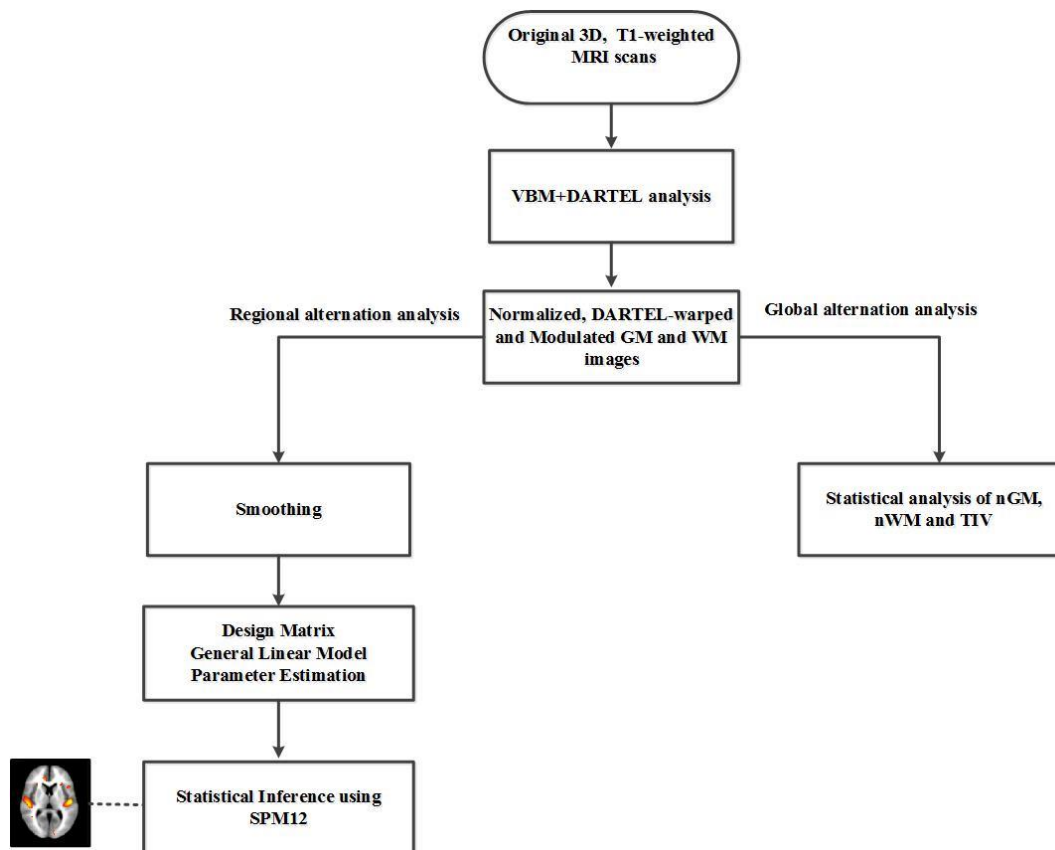 Original 3D, T1-weighted
MRI scans
VBM+DARTEL analysis
Regional alternation analysis
Normalized, DARTEL-warped
and Modulated GM and WM
images
Global alternation analysis
Smoothing
Statistical analysis of nGM,
nWM and TIV
Design Matrix
General Linear Model
Parameter Estimation
Statistical Inference using
SPM12